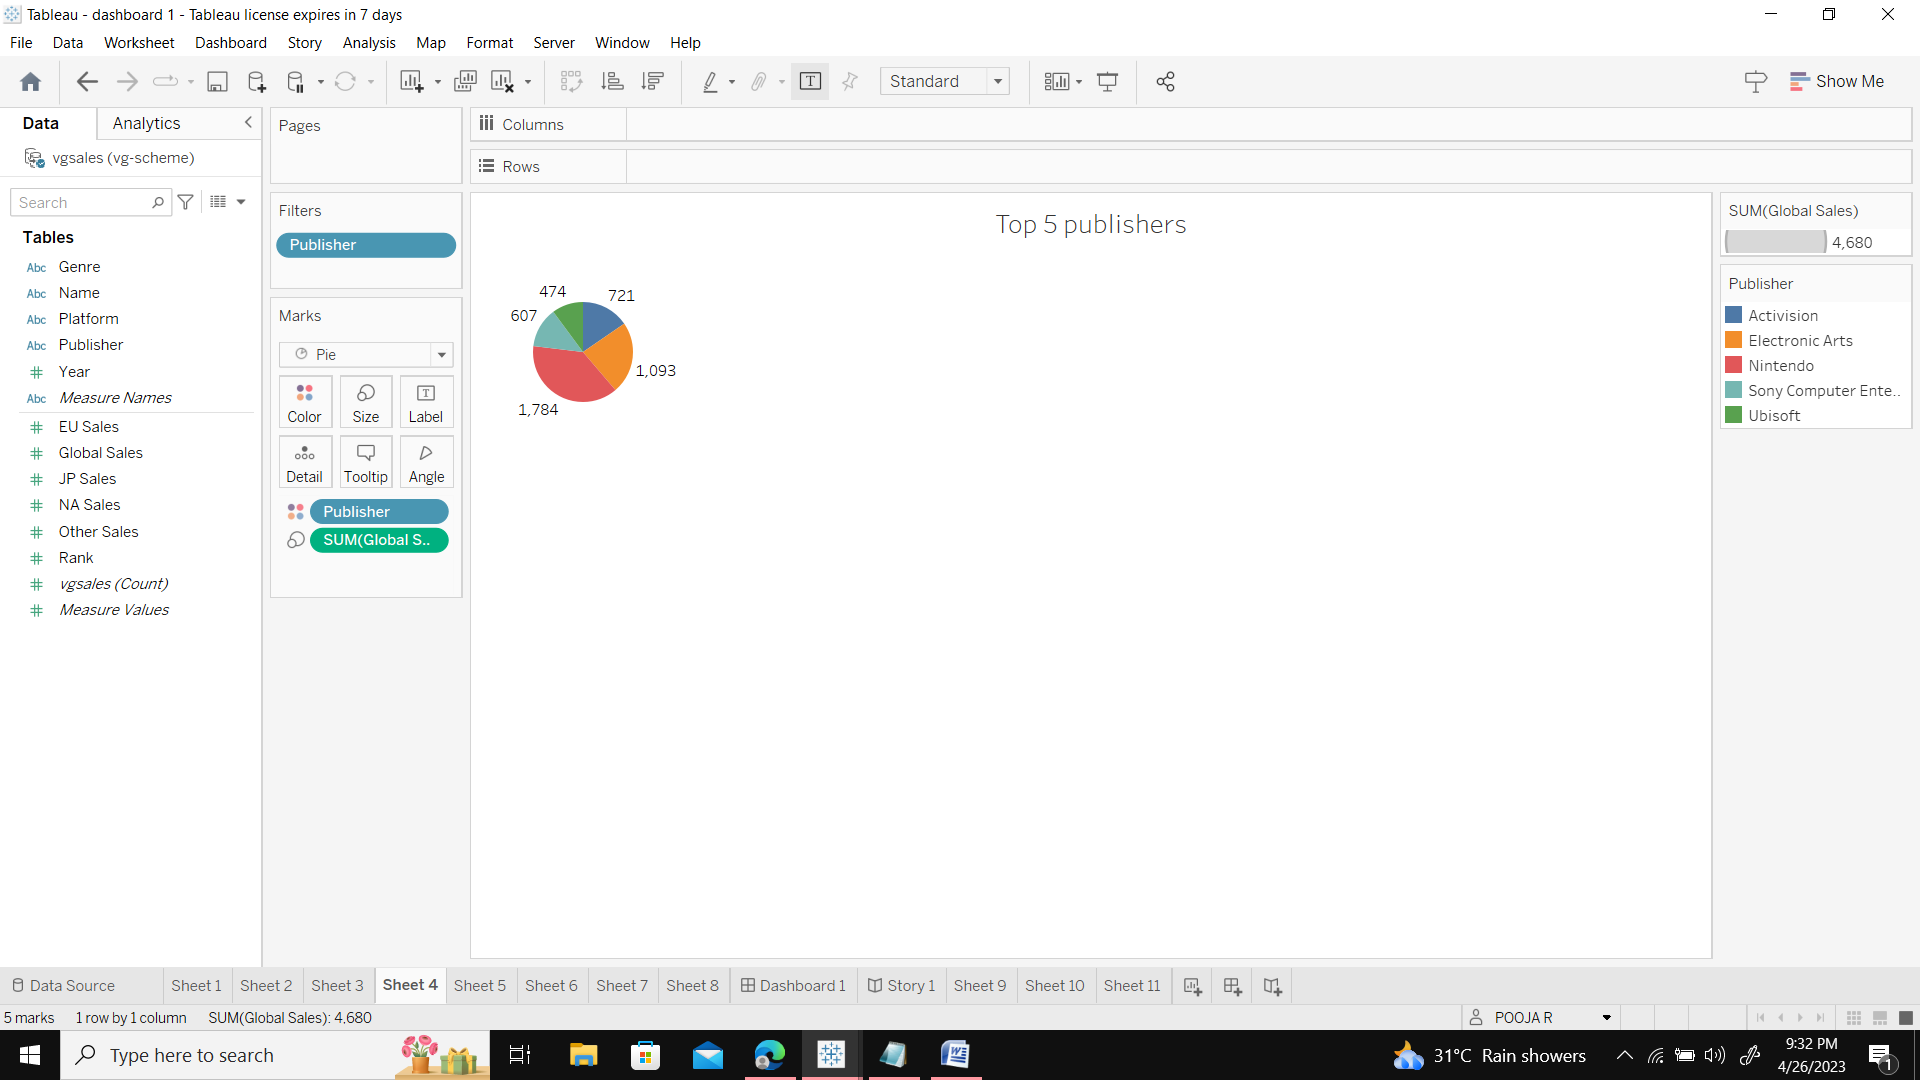 Tableau - dashboard 1 - Tableau license expires in 7 days
File Data Worksheet Dashboard Story Analysis Map Format Server Window Help
Standard
Show Me
Data Analytics
vgsales (vg-scheme)
Search
Tables
Abc Genre
Abc Name
Abc Platform
Abc Publisher
# Year
Abc Measure Names
# EU Sales
# Global Sales
# JP Sales
# NA Sales
# Other Sales
# Rank
# vgsales (Count)
# Measure Values
Pages
Filters
Publisher
Marks
Pie
Color Size Label
Detail Tooltip Angle
Publisher
SUM(Global S..
Columns
Rows
Top 5 publishers
474
721
607
1,093
1,784
SUM(Global Sales)
4,680
Publisher
Activision
Electronic Arts
Nintendo
Sony Computer Ente..
Ubisoft
Data Source Sheet 1 Sheet 2 Sheet 3 Sheet 4 Sheet 5 Sheet 6 Sheet 7 Sheet 8 Dashboard 1 Story 1 Sheet 9 Sheet 10 Sheet 11
5 marks 1 row by 1 column SUM(Global Sales): 4,680
POOJA R
Type here to search
31°C Rain showers
9:32 PM
4/26/2023
1